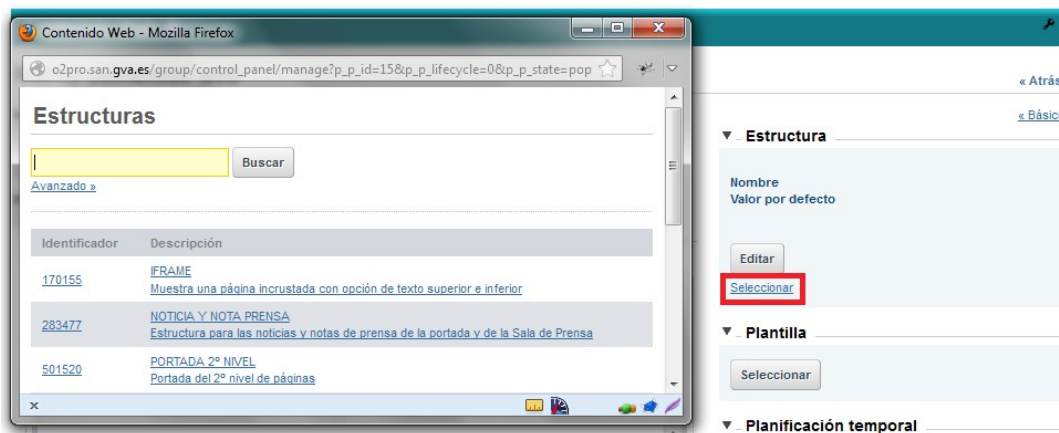 Contenido Web - Mozilla Firefox
o2pro.san.gva.es/group/control_panel/manage?p_p_id=15&p_p_lifecycle=0&p_p_state=pop
Estructuras
Buscar
Avanzado »
Identificador Descripción
170155 IFRAME
Muestra una página incrustada con opción de texto superior e inferior
283477 NOTICIA Y NOTA PRENSA
Estructura para las noticias y notas de prensa de la portada y de la Sala de Prensa
501520 PORTADA 2º NIVEL
Portada del 2º nivel de páginas
« Atrás
« Básic
Estructura
Nombre
Valor por defecto
Editar
Seleccionar
Plantilla
Seleccionar
Planificación temporal